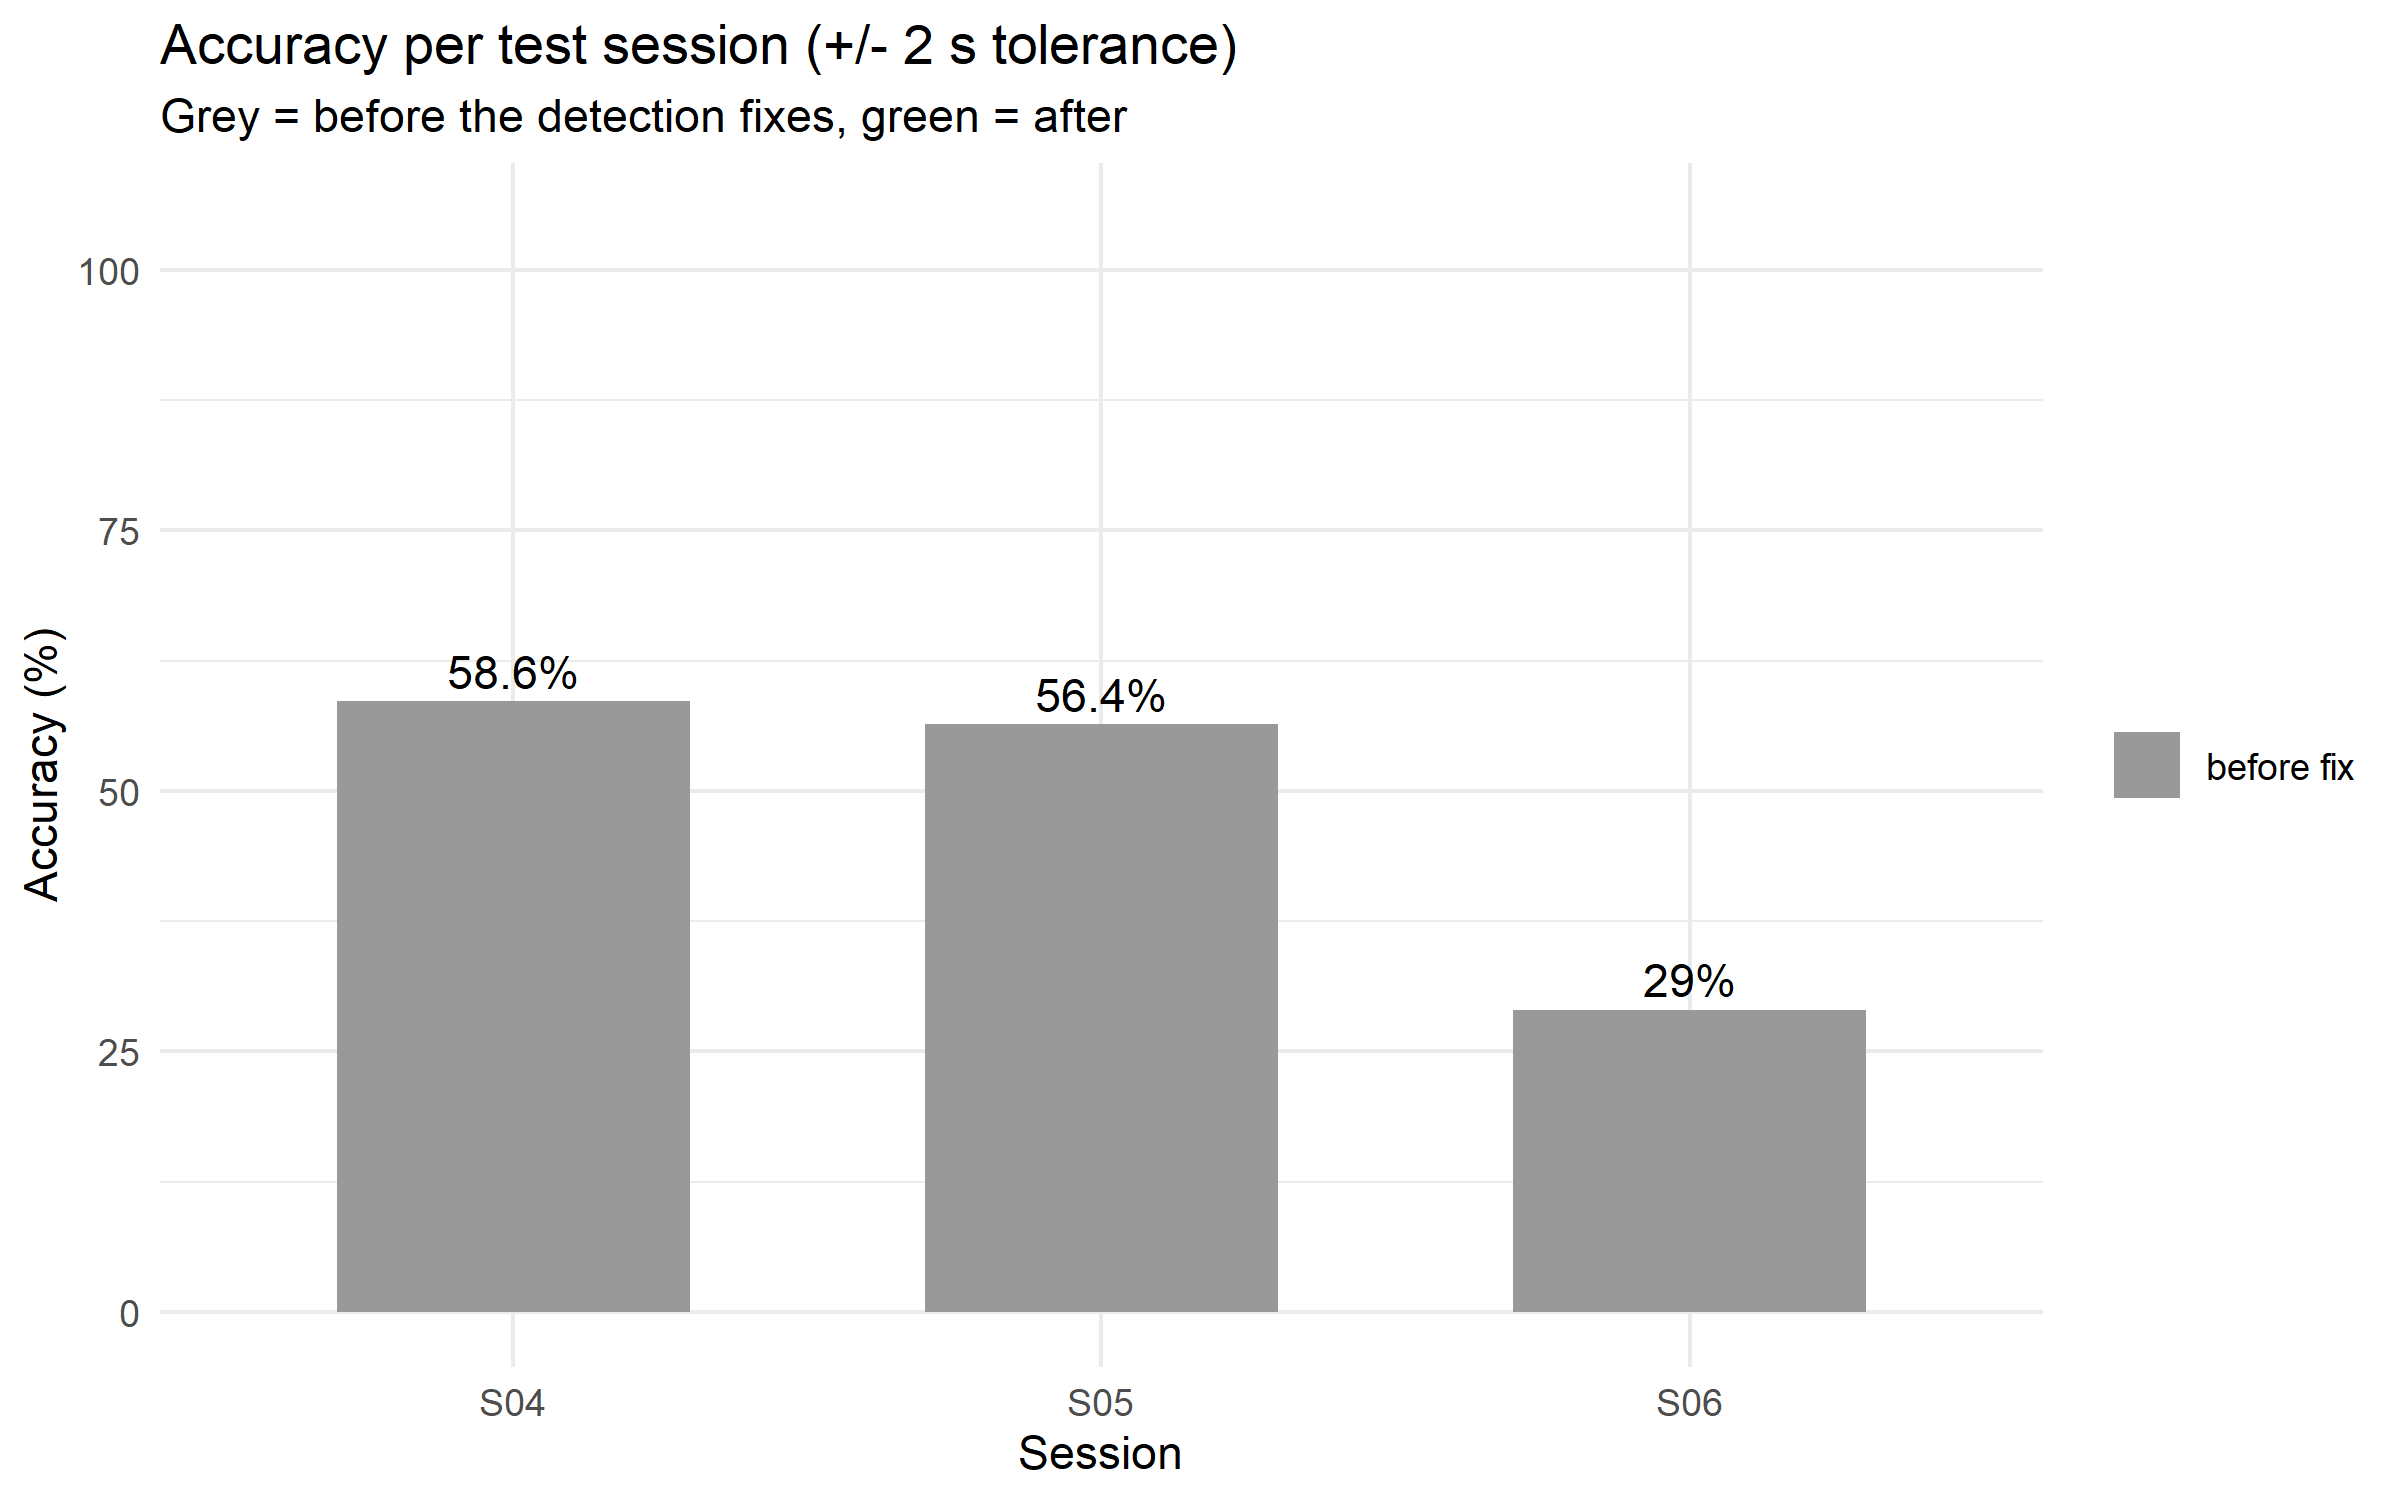 Accuracy per test session (+/- 2 s tolerance)
Grey = before the detection fixes, green = after
Accuracy (%)
100
75
50
25
0
58.6%
56.4%
29%
before fix
S04
S05
S06
Session